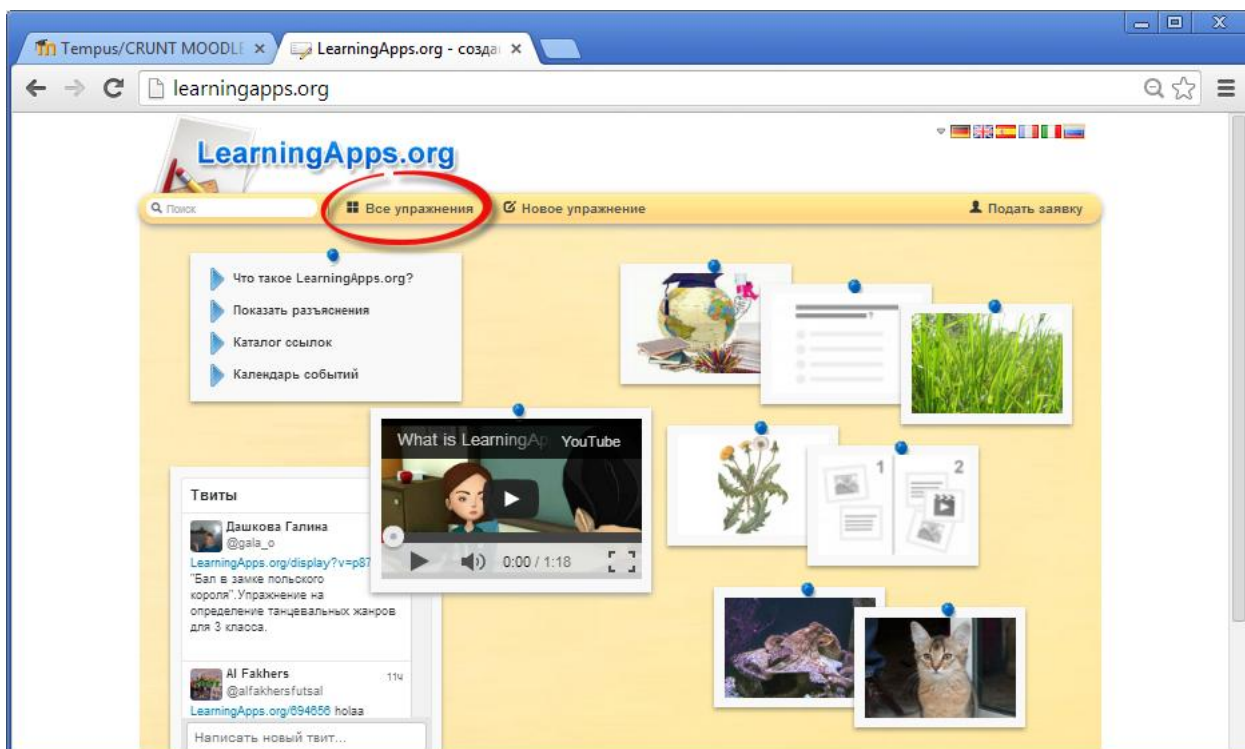 Tempus/CRUNT MOODLE
LearningApps.org - созда
learningapps.org
LearningApps.org
Поиск
Все упражнения
Новое упражнение
Подать заявку
Что такое LearningApps.org?
Показать разъяснения
Каталог ссылок
Календарь событий
?
1
2
What is LearningAp
YouTube
0:00 / 1:18
Твиты
Дашкова Галина
@gala_o
LearningApps.org/display?v=p87
"Бал в замке польского
короля".Упражнение на
определение танцевальных жанров
для 3 класса.
Al Fakhers 11ч
@alfakhersfutsal
LearningApps.org/694656 holaa
Написать новый твит...